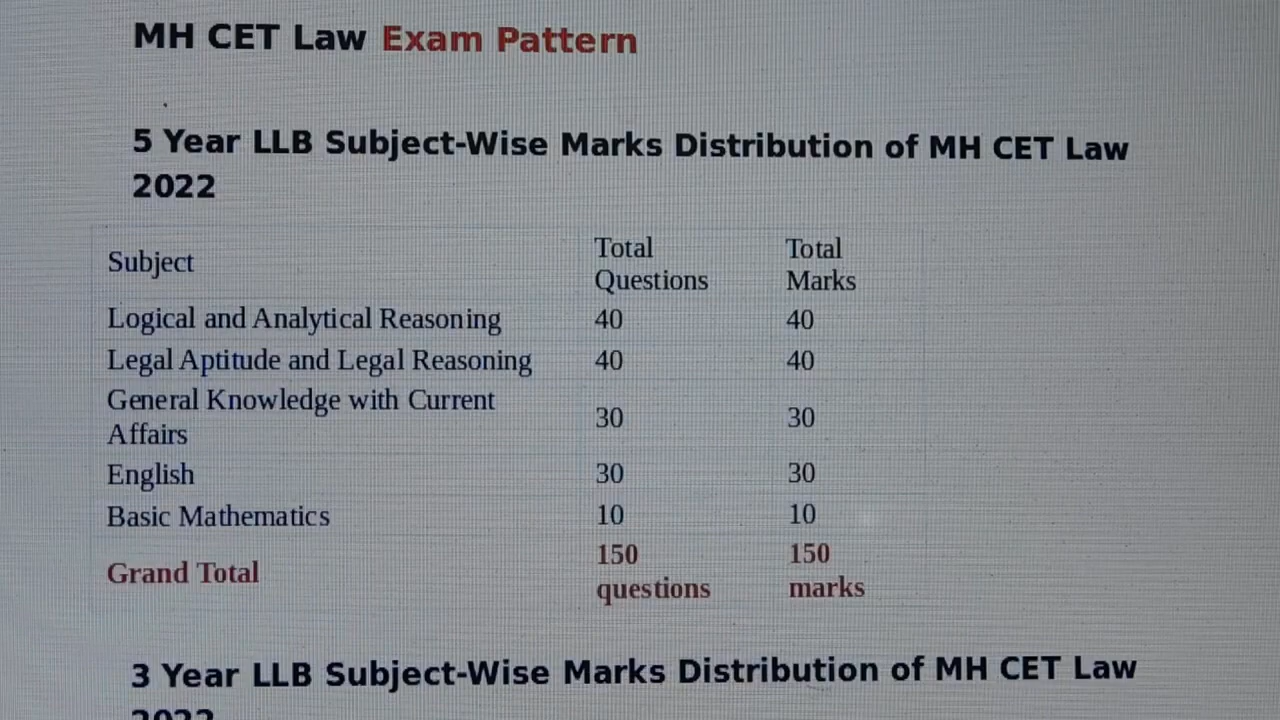 MH CET Law Exam Pattern
5 Year LLB Subject-Wise Marks Distribution of MH CET Law
2022
Subject Total Questions Total Marks
Logical and Analytical Reasoning 40 40
Legal Aptitude and Legal Reasoning 40 40
General Knowledge with Current Affairs 30 30
English 30 30
Basic Mathematics 10 10
Grand Total 150 questions 150 marks
3 Year LLB Subject-Wise Marks Distribution of MH CET Law
2022